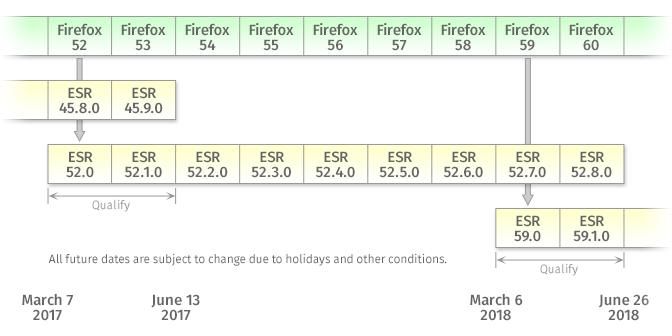 Firefox 52 Firefox 53 Firefox 54 Firefox 55 Firefox 56 Firefox 57 Firefox 58 Firefox 59 Firefox 60
ESR 45.8.0 ESR 45.9.0
ESR 52.0 ESR 52.1.0 ESR 52.2.0 ESR 52.3.0 ESR 52.4.0 ESR 52.5.0 ESR 52.6.0 ESR 52.7.0 ESR 52.8.0
Qualify
ESR 59.0 ESR 59.1.0
All future dates are subject to change due to holidays and other conditions.
Qualify
March 7 2017 June 13 2017 March 6 2018 June 26 2018